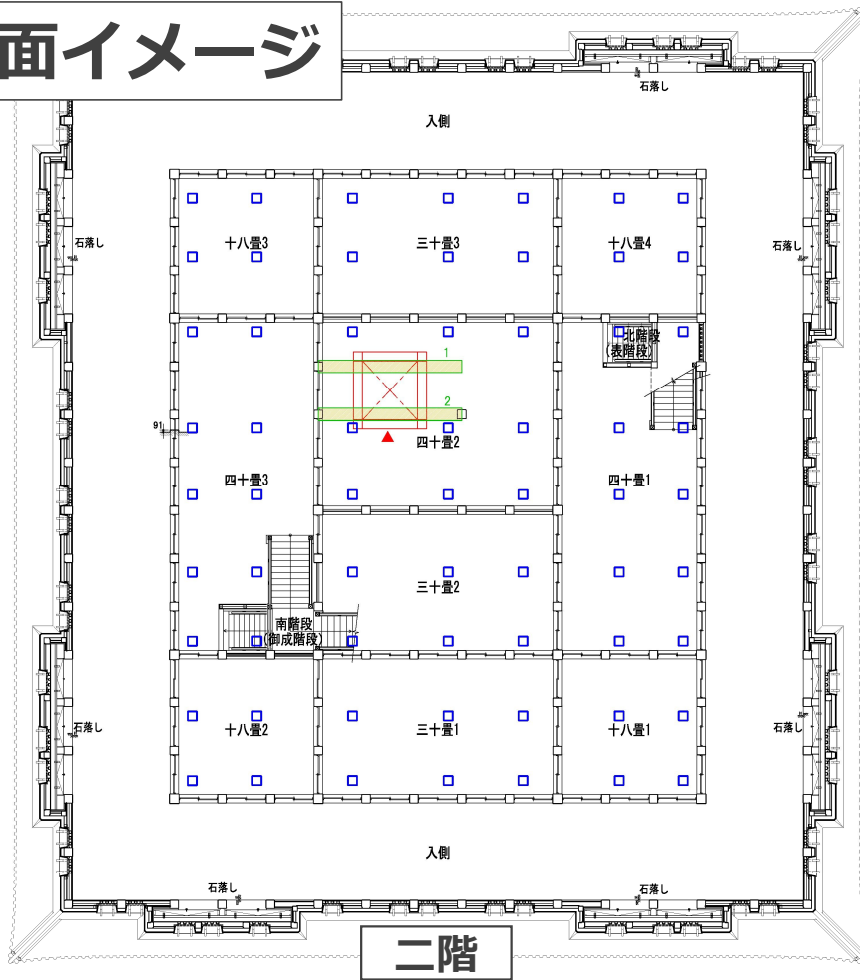 面イメージ
石落し
入側
石落し
十八畳3
三十畳3
十八畳4
石落し
北階段
(表階段)
1
2
91
四十畳2
四十畳3
四十畳1
三十畳2
南階段
(御成階段)
石落し
十八畳2
三十畳1
十八畳1
石落し
入側
石落し
石落し
二階